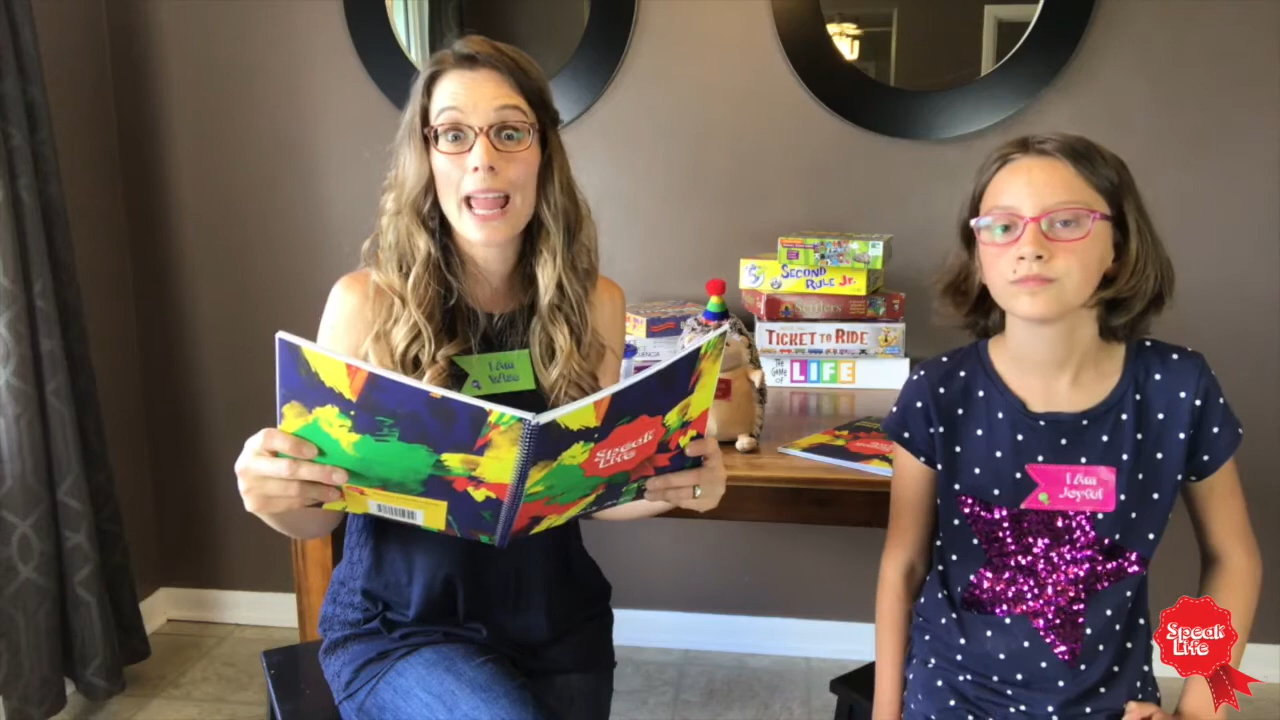 I Am
Wise
Speak
Life
SECOND
RULE Jr.
Settlers
TICKET TO RIDE
THE
GAME
OF
LIFE
I Am
Joyful
Speak
Life